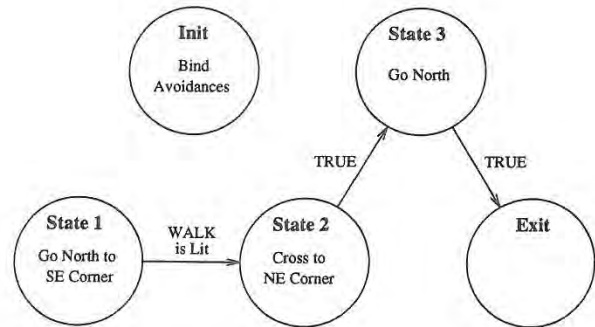 Init
Bind
Avoidances
State 3
Go North
TRUE
TRUE
State 1
Go North to
SE Corner
WALK
is Lit
State 2
Cross to
NE Corner
Exit